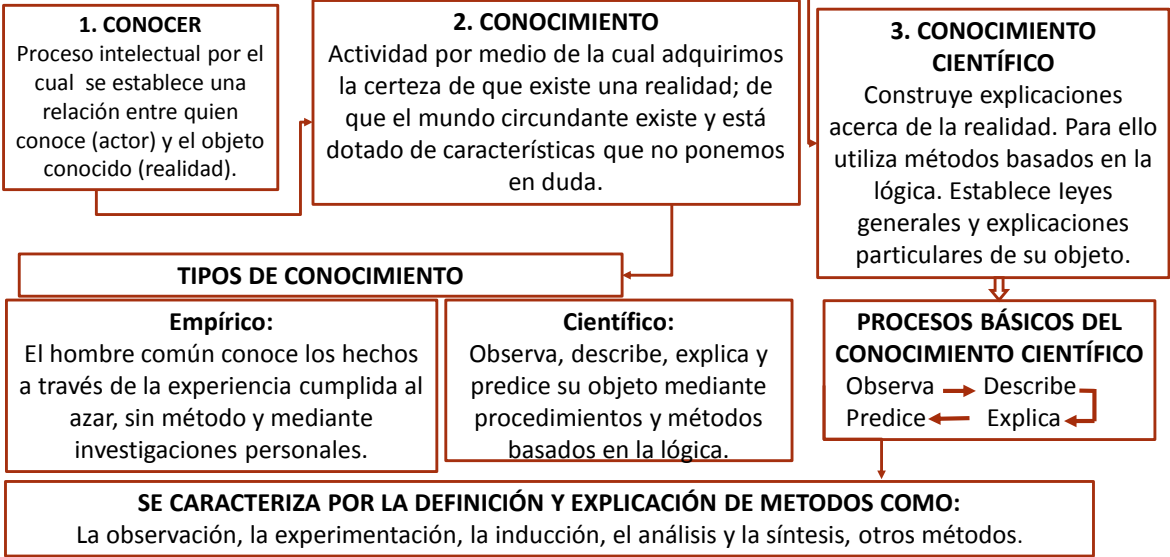 1. CONOCER
Proceso intelectual por el
cual se establece una
relación entre quien
conoce (actor) y el objeto
conocido (realidad).
2. CONOCIMIENTO
Actividad por medio de la cual adquirimos
la certeza de que existe una realidad; de
que el mundo circundante existe y está
dotado de características que no ponemos
en duda.
3. CONOCIMIENTO
CIENTÍFICO
Construye explicaciones
acerca de la realidad. Para ello
utiliza métodos basados en la
lógica. Establece leyes
generales y explicaciones
particulares de su objeto.
TIPOS DE CONOCIMIENTO
Empírico:
El hombre común conoce los hechos
a través de la experiencia cumplida al
azar, sin método y mediante
investigaciones personales.
Científico:
Observa, describe, explica y
predice su objeto mediante
procedimientos y métodos
basados en la lógica.
PROCESOS BÁSICOS DEL
CONOCIMIENTO CIENTÍFICO
Observa Describe
Predice Explica
SE CARACTERIZA POR LA DEFINICIÓN Y EXPLICACIÓN DE METODOS COMO:
La observación, la experimentación, la inducción, el análisis y la síntesis, otros métodos.